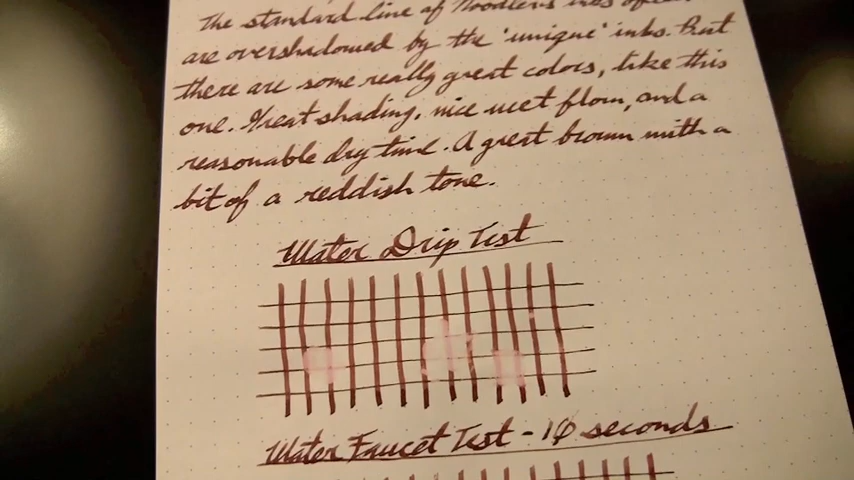 The standard line of Noodler's inks often
are overshadowed by the "unique" inks. But
there are some really great colors, like this
one. Great shading, nice wet flow, and a
reasonable dry time. A great brown with a
bit of a reddish tone.
Water Drip Test
Water Faucet Test - 10 seconds